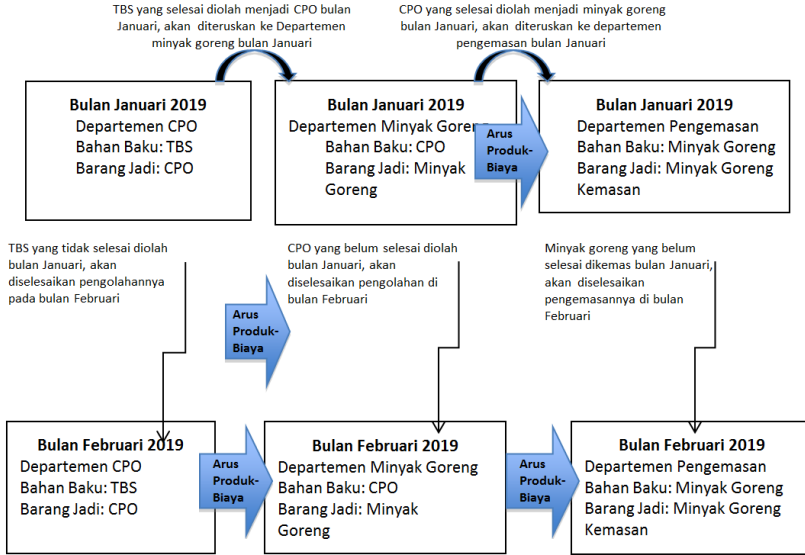 TBS yang selesai diolah menjadi CPO bulan
Januari, akan diteruskan ke Departemen
minyak goreng bulan Januari
CPO yang selesai diolah menjadi minyak goreng
bulan Januari, akan diteruskan ke departemen
pengemasan bulan Januari
Bulan Januari 2019
Departemen CPO
Bahan Baku: TBS
Barang Jadi: CPO
Bulan Januari 2019
Departemen Minyak Goreng
Bahan Baku: CPO
Barang Jadi: Minyak
Goreng
Arus
Produk-
Biaya
Bulan Januari 2019
Departemen Pengemasan
Bahan Baku: Minyak Goreng
Barang Jadi: Minyak Goreng
Kemasan
TBS yang tidak selesai diolah
bulan Januari, akan
diselesaikan pengolahannya
pada bulan Februari
CPO yang belum selesai diolah
bulan Januari, akan
diselesaikan pengolahan di
bulan Februari
Minyak goreng yang belum
selesai dikemas bulan Januari,
akan diselesaikan
pengemasannya di bulan
Februari
Arus
Produk-
Biaya
Bulan Februari 2019
Departemen CPO
Bahan Baku: TBS
Barang Jadi: CPO
Arus
Produk-
Biaya
Bulan Februari 2019
Departemen Minyak Goreng
Bahan Baku: CPO
Barang Jadi: Minyak
Goreng
Arus
Produk-
Biaya
Bulan Februari 2019
Departemen Pengemasan
Bahan Baku: Minyak Goreng
Barang Jadi: Minyak Goreng
Kemasan